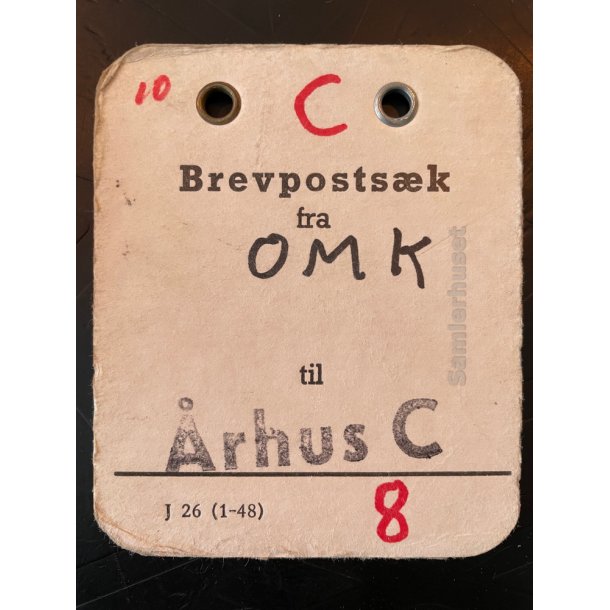 10 C
Brevpostsæk
fra
OMK
Samlerhuset
til
Århus C
J 26 (1-48) 8